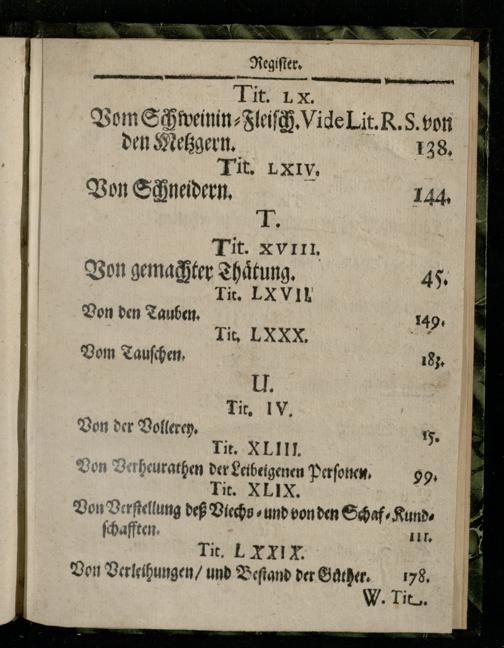 Register.
Tit. LX.
Vom Schweinin-Fleisch. Vide Lit. R. S. von
den Metzgern. 138.
Tit. LXIV.
Von Schneidern. 144.
T.
Tit. XVIII.
Von gemachter Thätung. 45.
Tit. LXVII.
Von den Tauben. 149.
Tit. LXXX.
Vom Tauschen. 183.
U.
Tit. IV.
Von der Vollerey. 15.
Tit. XLIII.
Von Verheurathen der Leibeigenen Personen. 99.
Tit. XLIX.
Von Verstellung deß Viechs- und von den Schaf-Kund-
schafften. 111.
Tit. LXXIX.
Von Verleihungen / und Bestand der Güther. 178.
W. Tit.